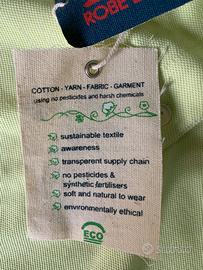 ROBE
COTTON - YARN - FABRIC - GARMENT
using no pesticides and harsh chemicals
sustainable textile
awareness
transparent supply chain
no pesticides &
synthetic fertilisers
soft and natural to wear
environmentally ethical
ECO